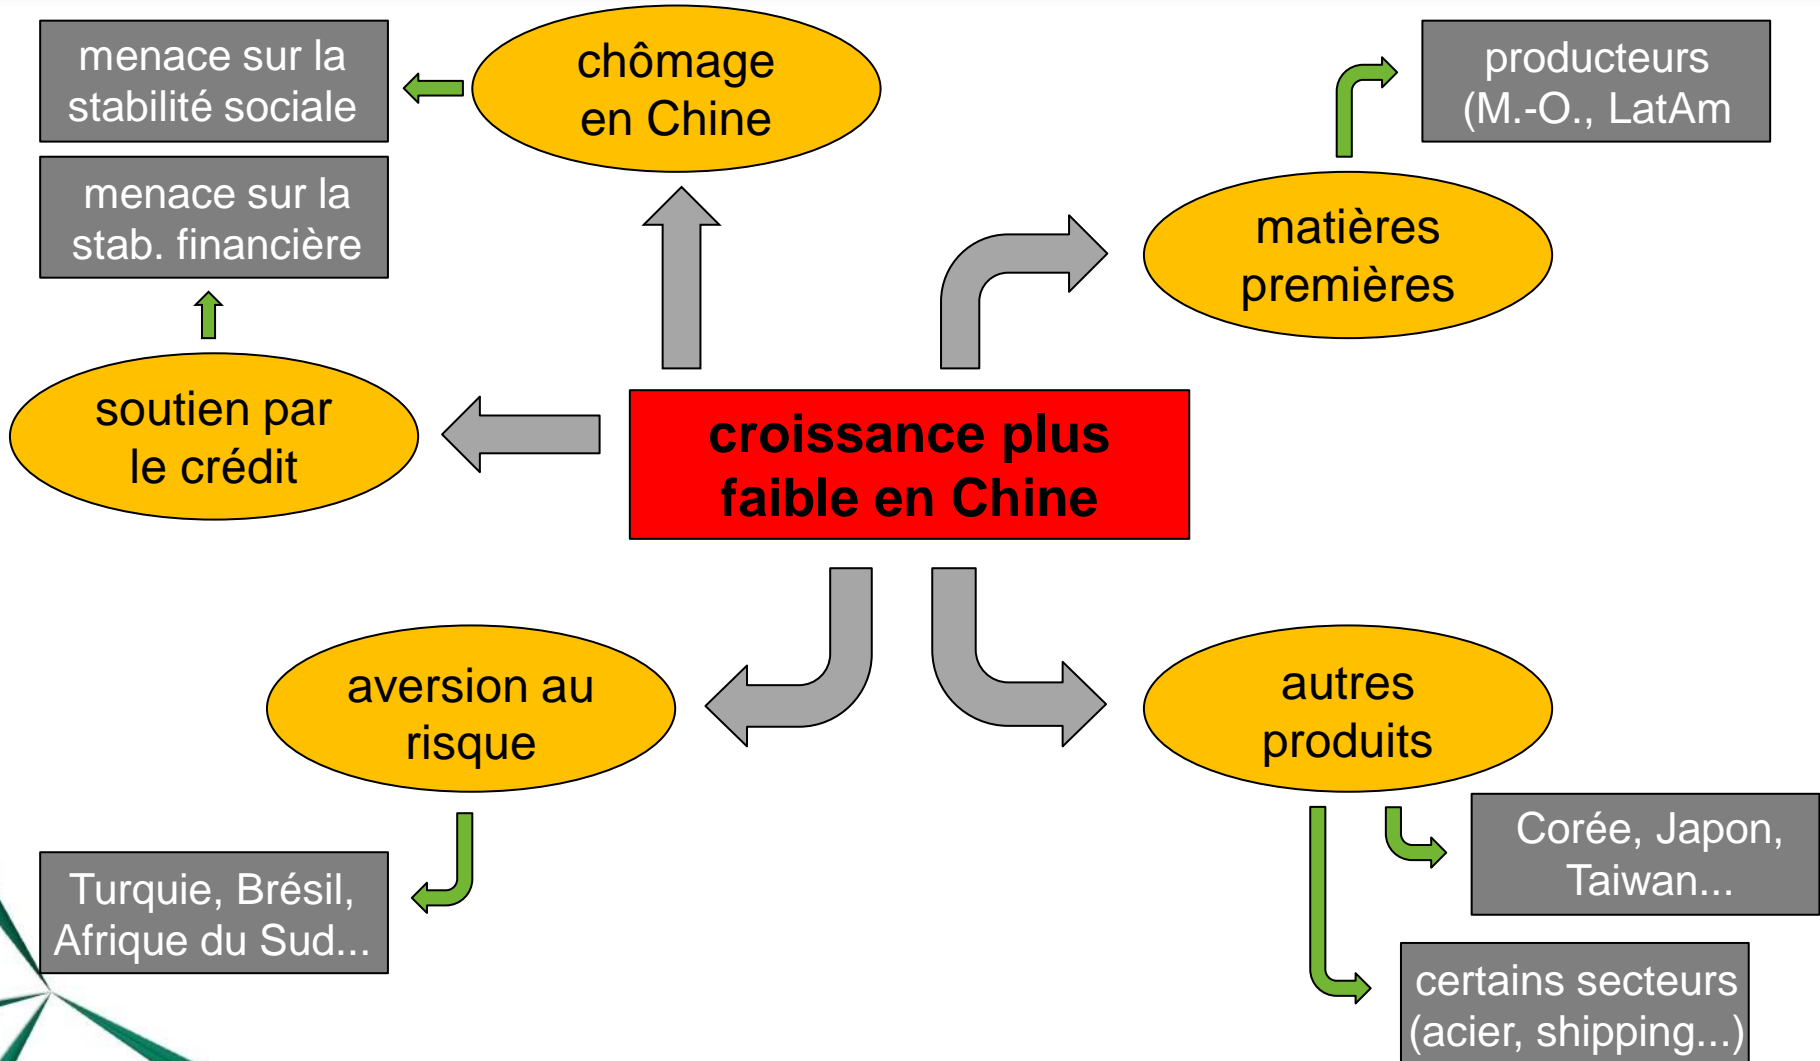 menace sur la
stabilité sociale
chômage
en Chine
producteurs
(M.-O., LatAm
menace sur la
stab. financière
matières
premières
soutien par
le crédit
croissance plus
faible en Chine
aversion au
risque
autres
produits
Turquie, Brésil,
Afrique du Sud...
Corée, Japon,
Taiwan...
certains secteurs
(acier, shipping...)